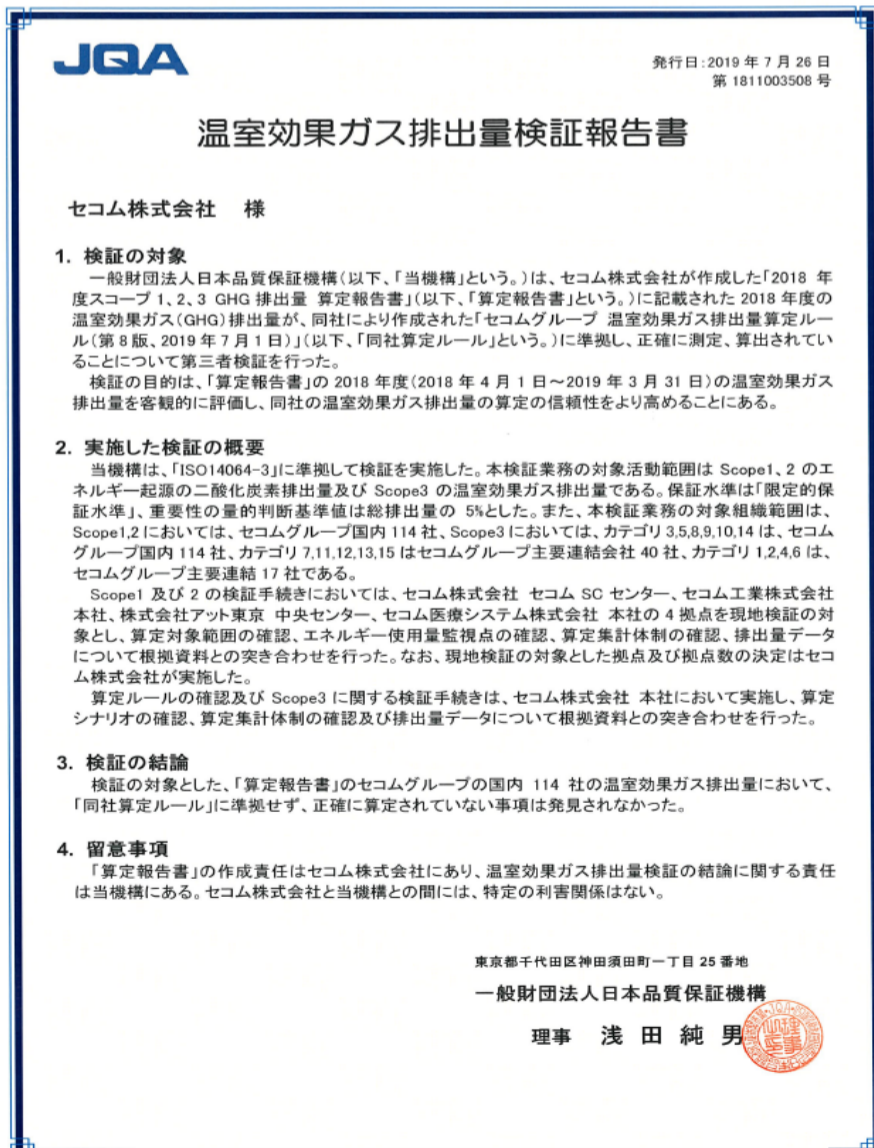 JQA
発行日:2019 年 7 月 26 日
第 1811003508 号
温室効果ガス排出量検証報告書
セコム株式会社 様
1. 検証の対象
一般財団法人日本品質保証機構(以下、「当機構」という。)は、セコム株式会社が作成した「2018 年
度スコープ 1、2、3 GHG 排出量 算定報告書」(以下、「算定報告書」という。)に記載された 2018 年度の
温室効果ガス(GHG)排出量が、同社により作成された「セコムグループ 温室効果ガス排出量算定ルー
ル(第 8 版、2019 年 7 月 1 日)」(以下、「同社算定ルール」という。)に準拠し、正確に測定、算出されてい
ることについて第三者検証を行った。
検証の目的は、「算定報告書」の 2018 年度(2018 年 4 月 1 日~2019 年 3 月 31 日)の温室効果ガス
排出量を客観的に評価し、同社の温室効果ガス排出量の算定の信頼性をより高めることにある。
2. 実施した検証の概要
当機構は、「ISO14064-3」に準拠して検証を実施した。本検証業務の対象活動範囲は Scope1、2 のエ
ネルギー起源の二酸化炭素排出量及び Scope3 の温室効果ガス排出量である。保証水準は「限定的保
証水準」、重要性の量的判断基準値は総排出量の 5%とした。また、本検証業務の対象組織範囲は、
Scope1,2 においては、セコムグループ国内 114 社、Scope3 においては、カテゴリ 3,5,8,9,10,14 は、セコム
グループ国内 114 社、カテゴリ 7,11,12,13,15 はセコムグループ主要連結会社 40 社、カテゴリ 1,2,4,6 は、
セコムグループ主要連結 17 社である。
Scope1 及び 2 の検証手続きにおいては、セコム株式会社 セコム SC センター、セコム工業株式会社
本社、株式会社アット東京 中央センター、セコム医療システム株式会社 本社の 4 拠点を現地検証の対
象とし、算定対象範囲の確認、エネルギー使用量監視点の確認、算定集計体制の確認、排出量データ
について根拠資料との突き合わせを行った。なお、現地検証の対象とした拠点及び拠点数の決定はセコ
ム株式会社が実施した。
算定ルールの確認及び Scope3 に関する検証手続きは、セコム株式会社 本社において実施し、算定
シナリオの確認、算定集計体制の確認及び排出量データについて根拠資料との突き合わせを行った。
3. 検証の結論
検証の対象とした、「算定報告書」のセコムグループの国内 114 社の温室効果ガス排出量において、
「同社算定ルール」に準拠せず、正確に算定されていない事項は発見されなかった。
4. 留意事項
「算定報告書」の作成責任はセコム株式会社にあり、温室効果ガス排出量検証の結論に関する責任
は当機構にある。セコム株式会社と当機構との間には、特定の利害関係はない。
東京都千代田区神田須田町一丁目 25 番地
一般財団法人日本品質保証機構
理事 浅 田 純 男